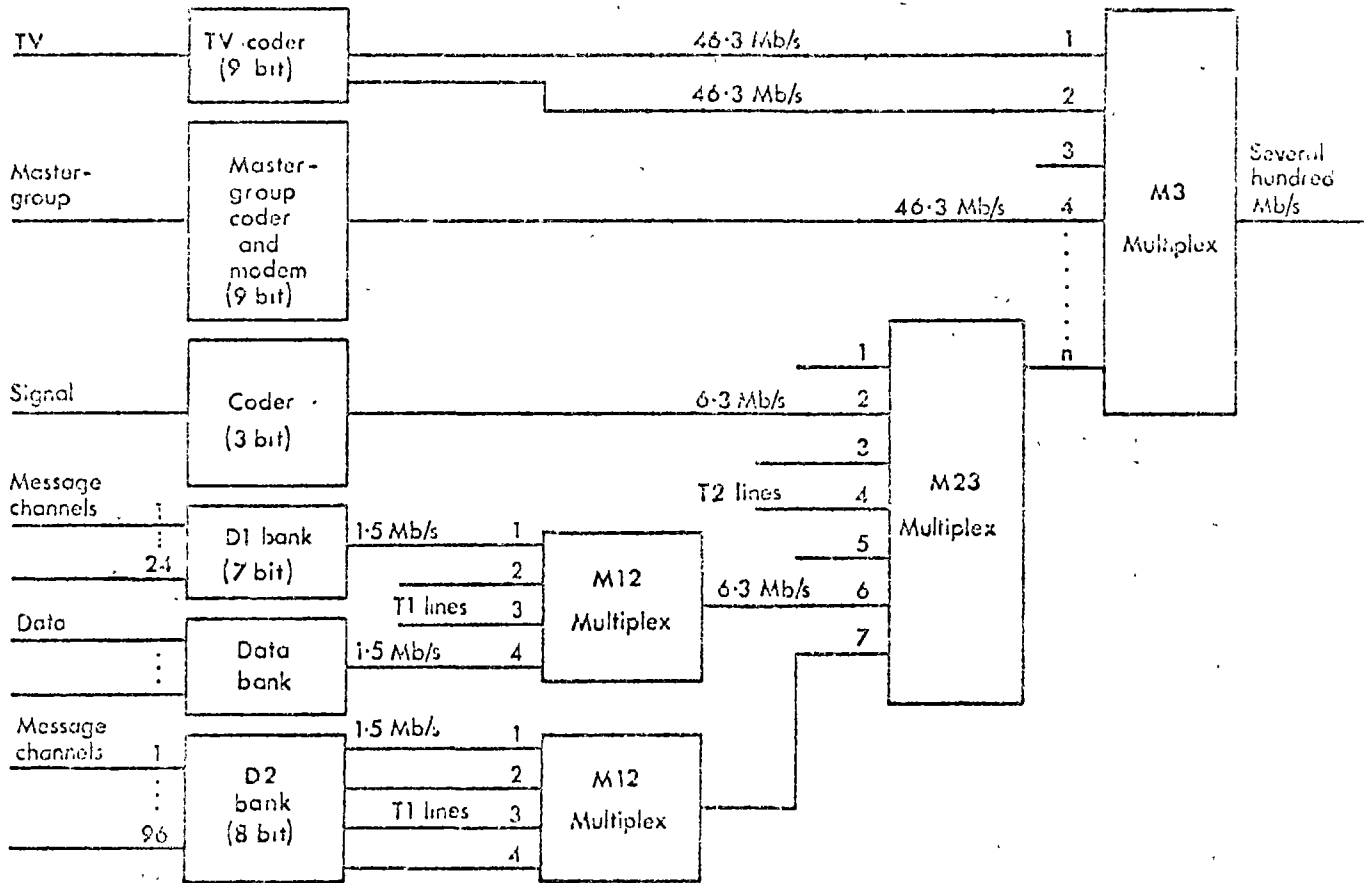 TV
TV coder
(9 bit)
46·3 Mb/s
1
46·3 Mb/s
2
3
Master-
group
Master-
group
coder
and
modem
(9 bit)
46·3 Mb/s
4
n
M3
Multiplex
Several
hundred
Mb/s
Signal
Coder
(3 bit)
6·3 Mb/s
1
2
3
T2 lines
4
5
6
7
M23
Multiplex
Message
channels
1
24
D1 bank
(7 bit)
1·5 Mb/s
1
2
T1 lines
3
4
M12
Multiplex
6·3 Mb/s
Data
Data
bank
1·5 Mb/s
Message
channels
1
96
D2
bank
(8 bit)
1·5 Mb/s
1
2
T1 lines
3
4
M12
Multiplex